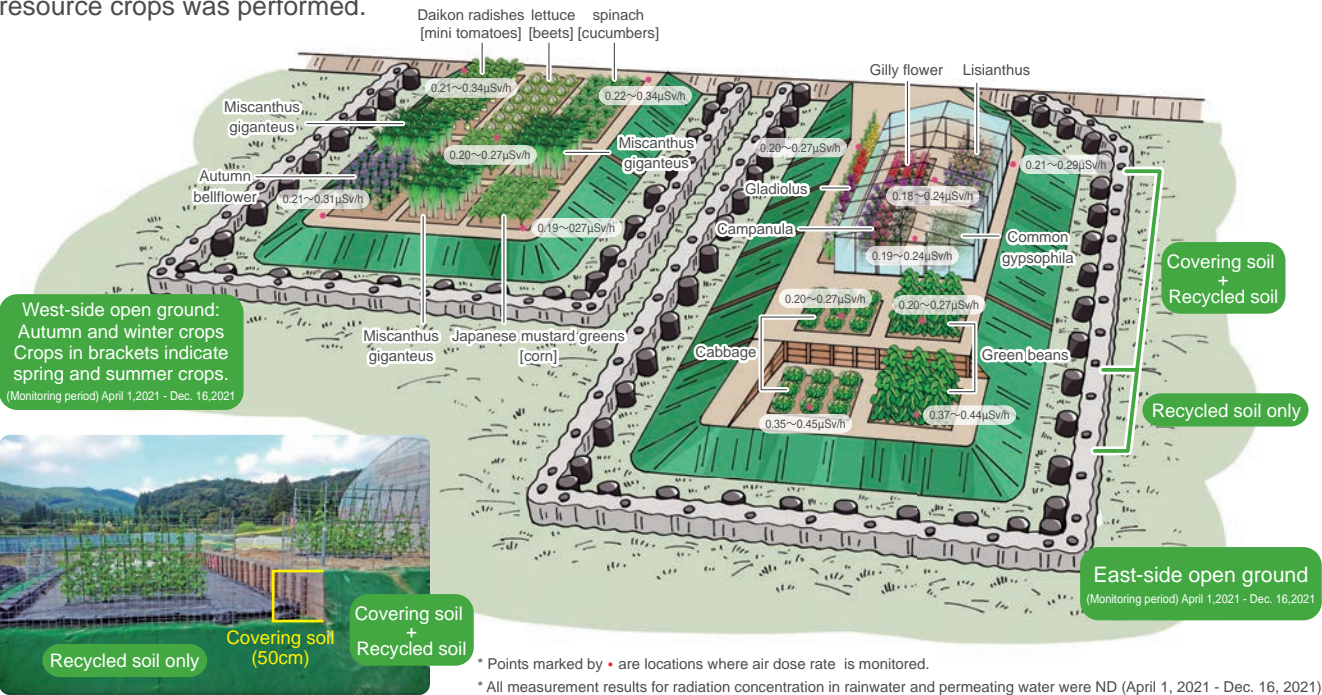 resource crops was performed.
Daikon radishes lettuce spinach
[mini tomatoes] [beets] [cucumbers]
Gilly flower Lisianthus
0.21～0.34μSv/h
0.22～0.34μSv/h
Miscanthus
giganteus
0.20～0.27μSv/h
Miscanthus
giganteus
0.20～0.27μSv/h
0.21～0.29μSv/h
Autumn
bellflower
0.21～0.31μSv/h
Gladiolus
0.18～0.24μSv/h
0.19～027μSv/h
Campanula
Common
gypsophila
0.19～0.24μSv/h
Covering soil
+
Recycled soil
West-side open ground:
Autumn and winter crops
Crops in brackets indicate
spring and summer crops.
(Monitoring period) April 1,2021 - Dec. 16,2021
Miscanthus
giganteus
Japanese mustard greens
[corn]
0.20～0.27μSv/h
0.20～0.27μSv/h
Cabbage
Green beans
0.35～0.45μSv/h
0.37～0.44μSv/h
Recycled soil only
East-side open ground
(Monitoring period) April 1,2021 - Dec. 16,2021
Recycled soil only
Covering soil
(50cm)
Covering soil
+
Recycled soil
* Points marked by • are locations where air dose rate is monitored.
* All measurement results for radiation concentration in rainwater and permeating water were ND (April 1, 2021 - Dec. 16, 2021)